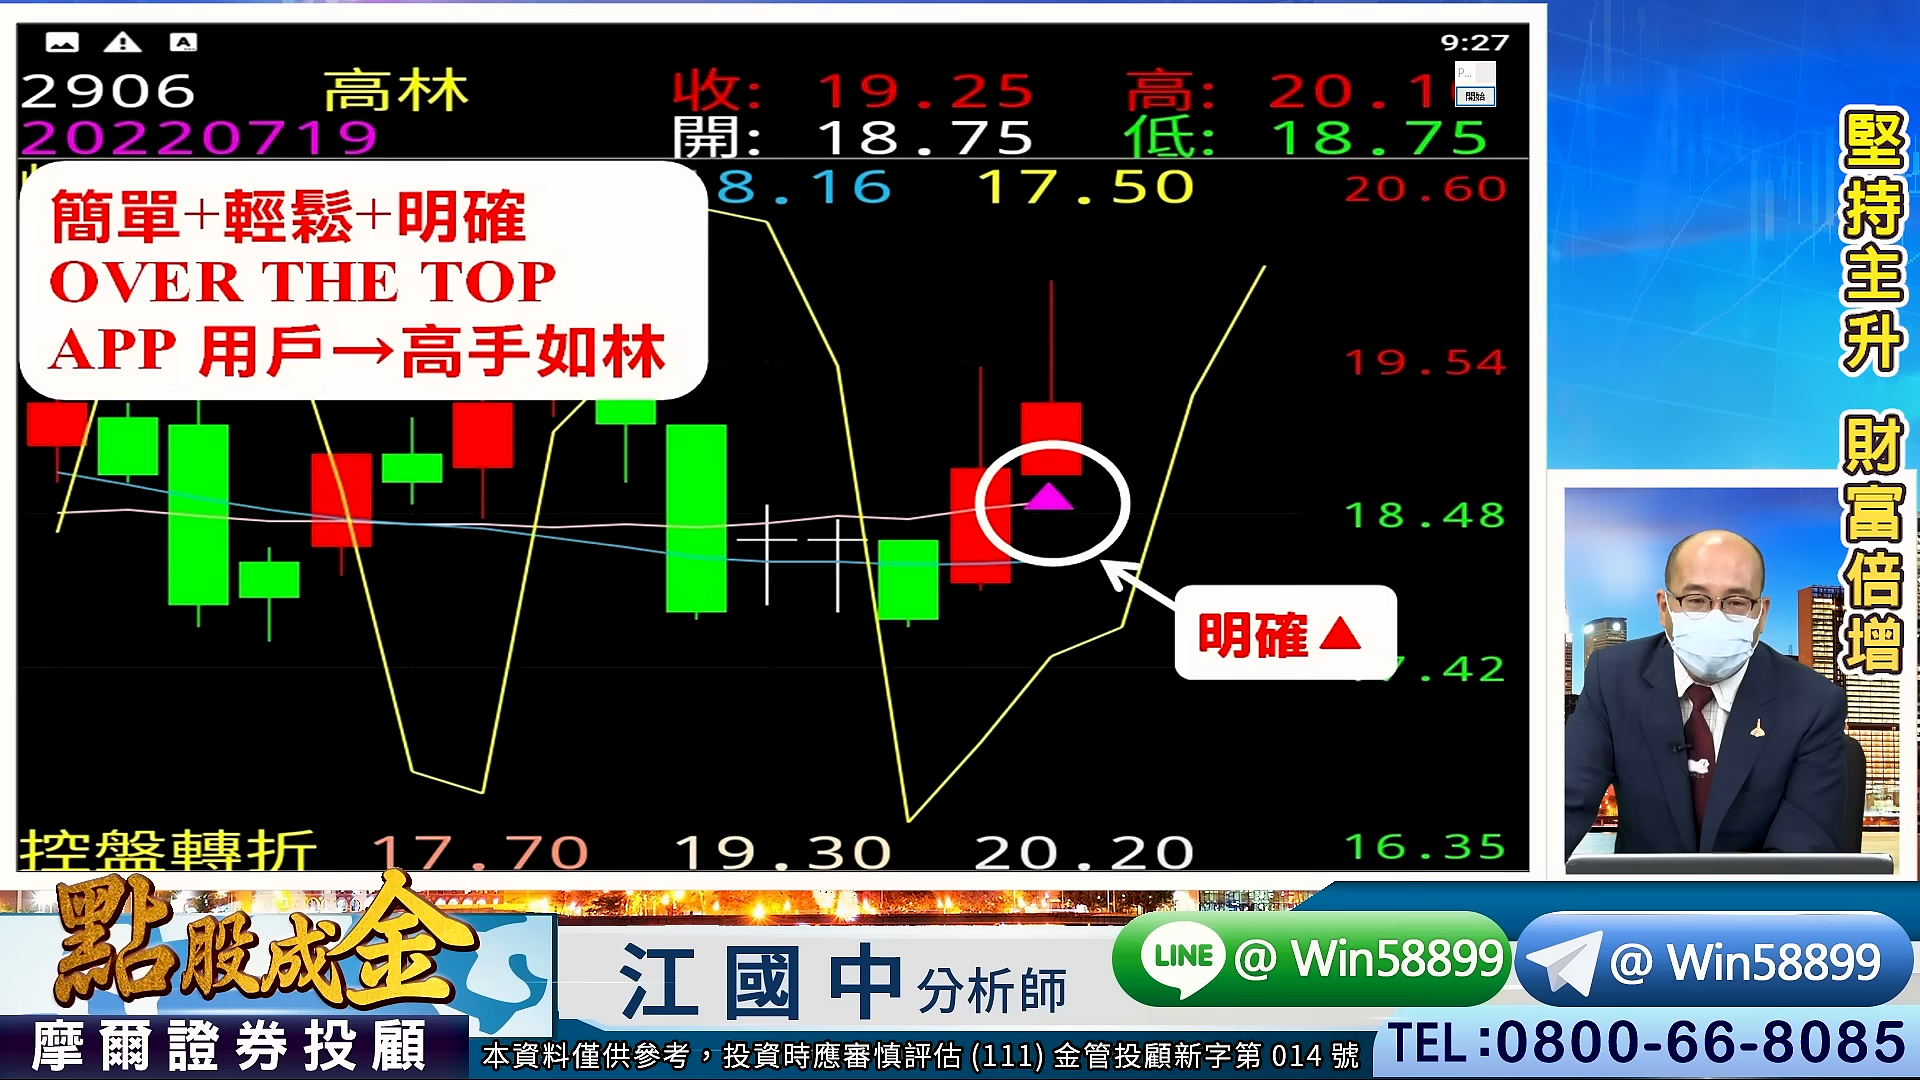 9:27
2906 高林 收: 19.25 高: 20.1
20220719 開: 18.75 低: 18.75
8.16 17.50 20.60
簡單+輕鬆+明確
OVER THE TOP
APP 用戶→高手如林
19.54
18.48
明確▲
7.42
16.35
控盤轉折 17.70 19.30 20.20
P...
開始
堅持主升 財富倍增
點股成金
摩爾證券投顧
江國中 分析師
LINE @ Win58899
@ Win58899
TEL:0800-66-8085
本資料僅供參考，投資時應審慎評估 (111) 金管投顧新字第 014 號